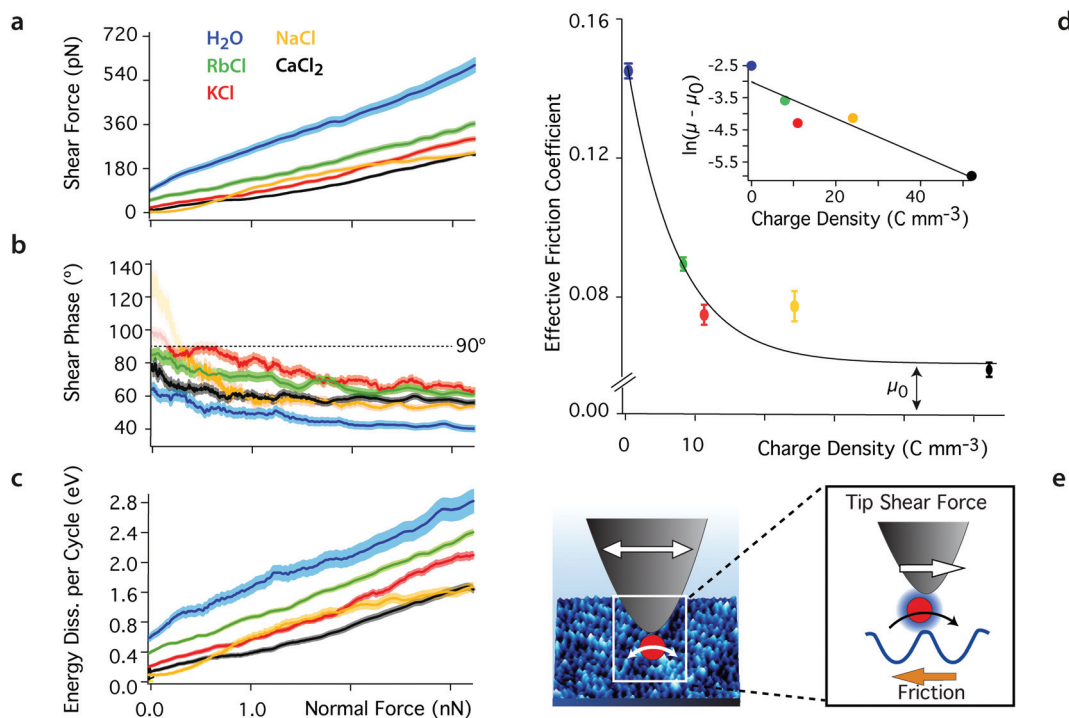 a
Shear Force (pN)
720
540
360
180
0
H₂O
NaCl
RbCl
CaCl₂
KCl
b
Shear Phase (°)
140
120
100
80
60
40
90°
c
Energy Diss. per Cycle (eV)
2.8
2.4
2.0
1.6
0.8
0.4
0.0
0.0
1.0
Normal Force (nN)
2.0
d
Effective Friction Coefficient
0.16
0.12
0.08
0.00
0
10
Charge Density (C mm⁻³)
50
μ₀
ln(μ - μ₀)
-2.5
-3.5
-4.5
-5.5
0
20
40
Charge Density (C mm⁻³)
e
Tip Shear Force
Friction